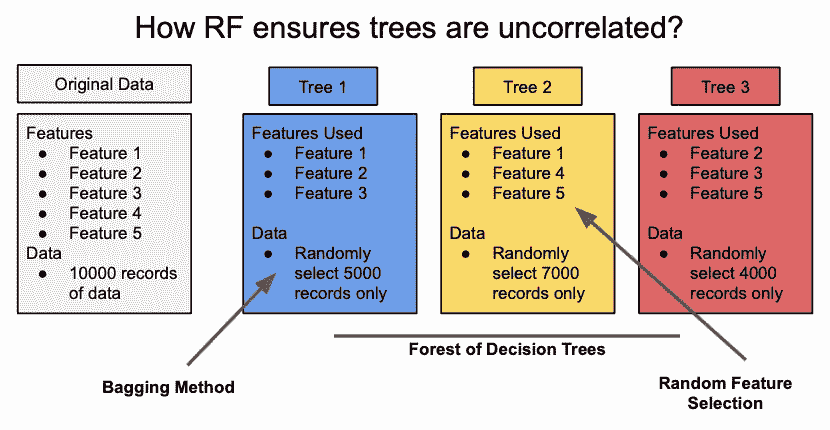 How RF ensures trees are uncorrelated?
Original Data
Features
● Feature 1
● Feature 2
● Feature 3
● Feature 4
● Feature 5
Data
● 10000 records
of data
Tree 1
Features Used
● Feature 1
● Feature 2
● Feature 3
Data
● Randomly
select 5000
records only
Tree 2
Features Used
● Feature 1
● Feature 4
● Feature 5
Data
● Randomly
select 7000
records only
Tree 3
Features Used
● Feature 2
● Feature 3
● Feature 5
Data
● Randomly
select 4000
records only
Forest of Decision Trees
Bagging Method
Random Feature
Selection